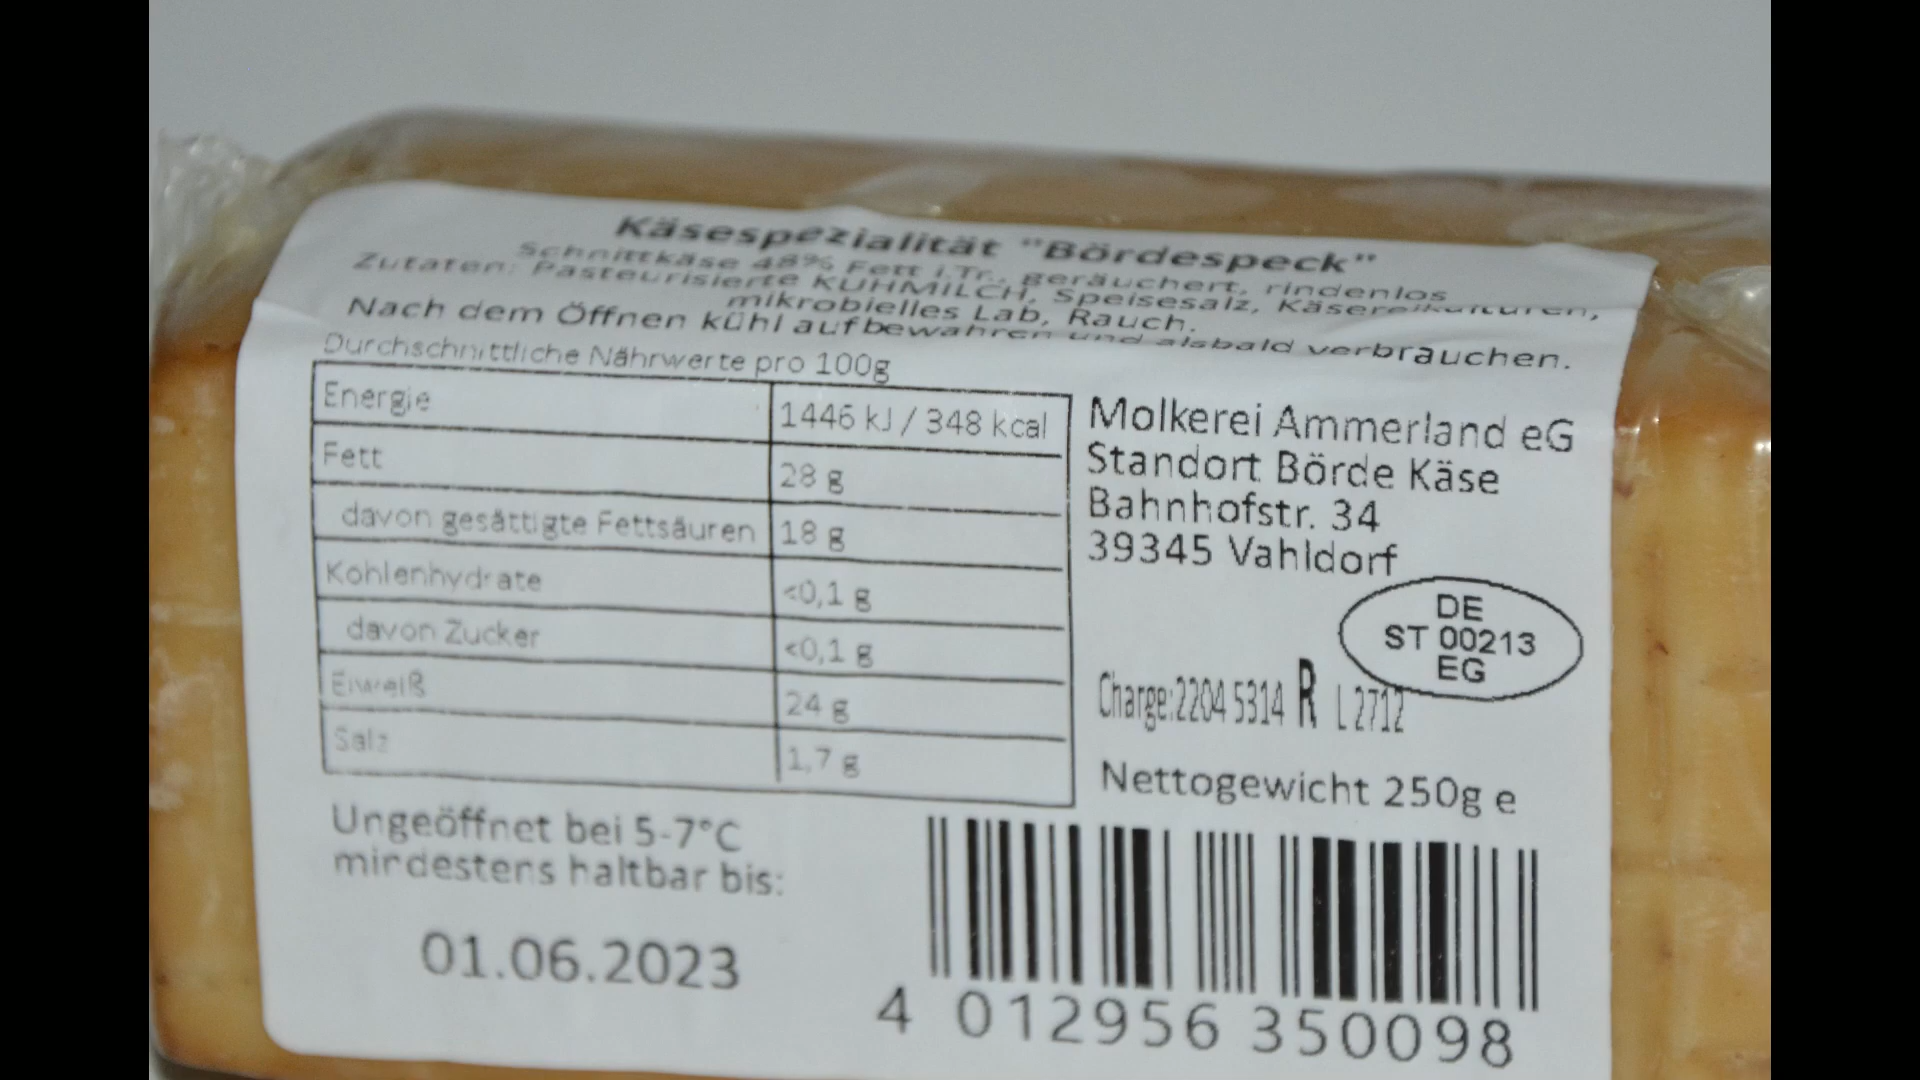 Käsespezialität "Bördespeck"
Schnittkäse 48% Fett i.Tr., geräuchert, rindenlos
Zutaten: Pasteurisierte KUHMILCH, Speisesalz, Käsereikulturen,
mikrobielles Lab, Rauch.
Nach dem Öffnen kühl aufbewahren und alsbald verbrauchen.
Durchschnittliche Nährwerte pro 100g
Energie 1446 kJ / 348 kcal
Fett 28 g
davon gesättigte Fettsäuren 18 g
Kohlenhydrate <0,1 g
davon Zucker <0,1 g
Eiweiß 24 g
Salz 1,7 g
Molkerei Ammerland eG
Standort Börde Käse
Bahnhofstr. 34
39345 Vahldorf
DE
ST 00213
EG
Charge:2204 5314 R L 2712
Nettogewicht 250g e
Ungeöffnet bei 5-7°C
mindestens haltbar bis:
01.06.2023
4 012956 350098